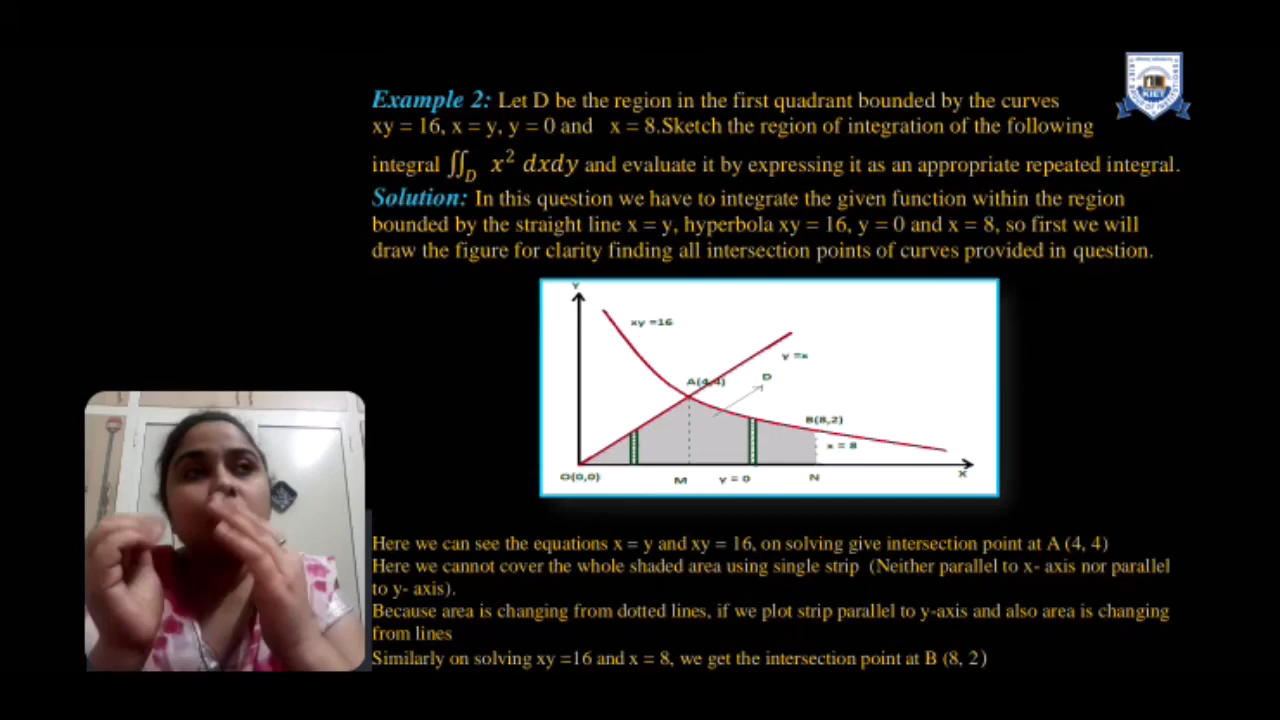 Example 2: Let D be the region in the first quadrant bounded by the curves
xy = 16, x = y, y = 0 and x = 8.Sketch the region of integration of the following
integral ∬_D x² dxdy and evaluate it by expressing it as an appropriate repeated integral.
Solution: In this question we have to integrate the given function within the region
bounded by the straight line x = y, hyperbola xy = 16, y = 0 and x = 8, so first we will
draw the figure for clarity finding all intersection points of curves provided in question.
Y
xy =16
y =x
A(4,4)
D
B(8,2)
x = 8
O(0,0)
M
y = 0
N
X
Here we can see the equations x = y and xy = 16, on solving give intersection point at A (4, 4)
Here we cannot cover the whole shaded area using single strip (Neither parallel to x- axis nor parallel
to y- axis).
Because area is changing from dotted lines, if we plot strip parallel to y-axis and also area is changing
from lines
Similarly on solving xy =16 and x = 8, we get the intersection point at B (8, 2)
KIET